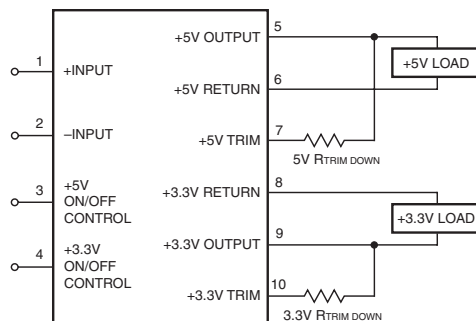 1
+INPUT
2
–INPUT
3
+5V
ON/OFF
CONTROL
4
+3.3V
ON/OFF
CONTROL
+5V OUTPUT
5
+5V LOAD
+5V RETURN
6
+5V TRIM
7
5V RTRIM DOWN
+3.3V RETURN
8
+3.3V LOAD
+3.3V OUTPUT
9
+3.3V TRIM
10
3.3V RTRIM DOWN